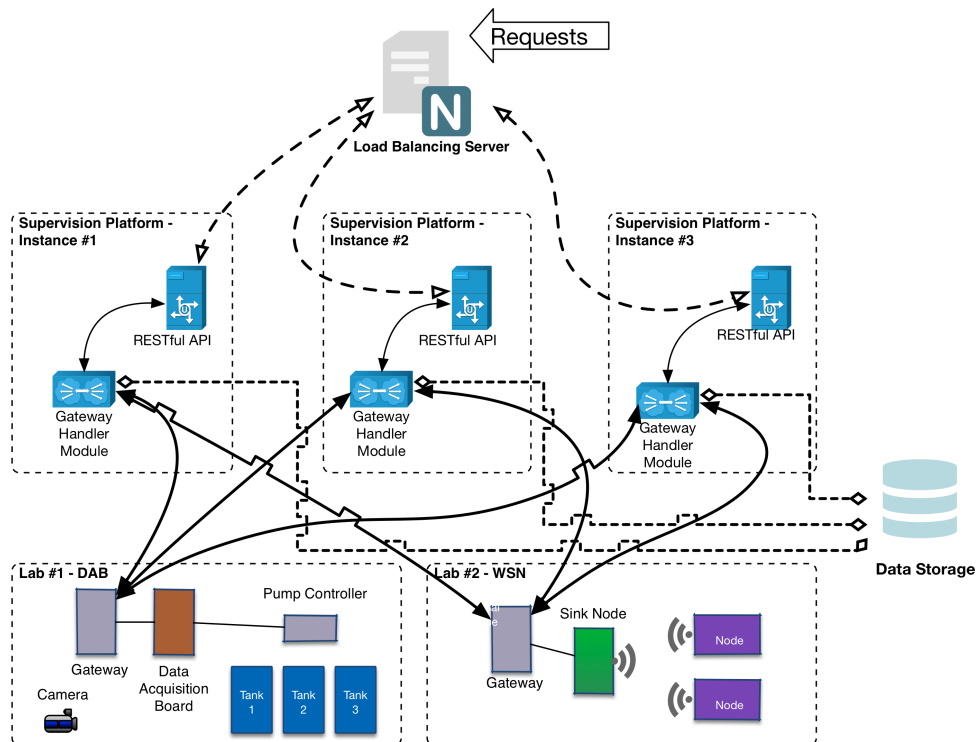 Requests
N
Load Balancing Server
Supervision Platform -
Instance #1
RESTful API
Gateway
Handler
Module
Supervision Platform -
Instance #2
RESTful API
Gateway
Handler
Module
Supervision Platform -
Instance #3
RESTful API
Gateway
Handler
Module
Data Storage
Lab #1 - DAB
Gateway
Data
Acquisition
Board
Pump Controller
Camera
Tank
1
Tank
2
Tank
3
Lab #2 - WSN
Gateway
Sink Node
Node
Node